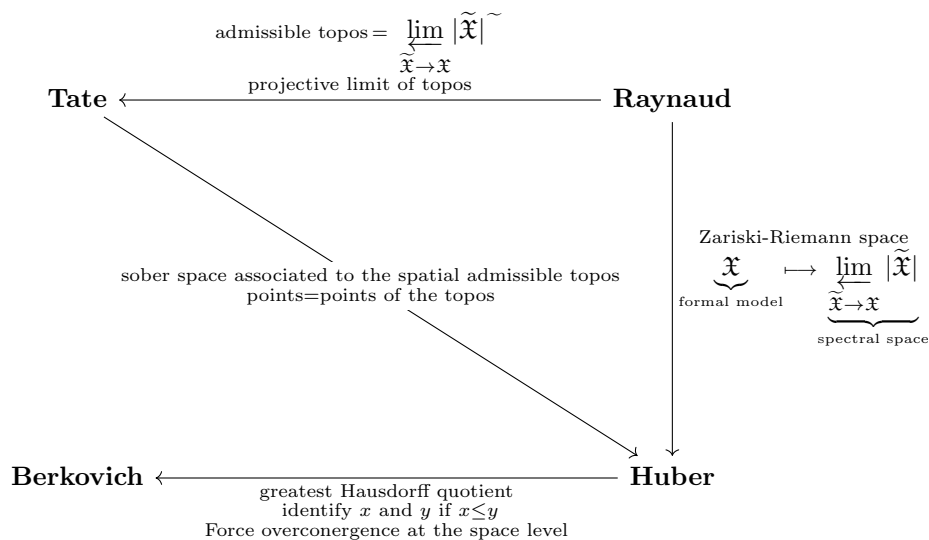 admissible topos = lim |𝔛̃|~
←
𝔛̃→𝔛
projective limit of topos
Tate
Raynaud
Zariski-Riemann space
𝔛 ⟼ lim |𝔛̃|
←
𝔛̃→𝔛
formal model
spectral space
sober space associated to the spatial admissible topos
points=points of the topos
Berkovich
Huber
greatest Hausdorff quotient
identify x and y if x≤y
Force overconergence at the space level